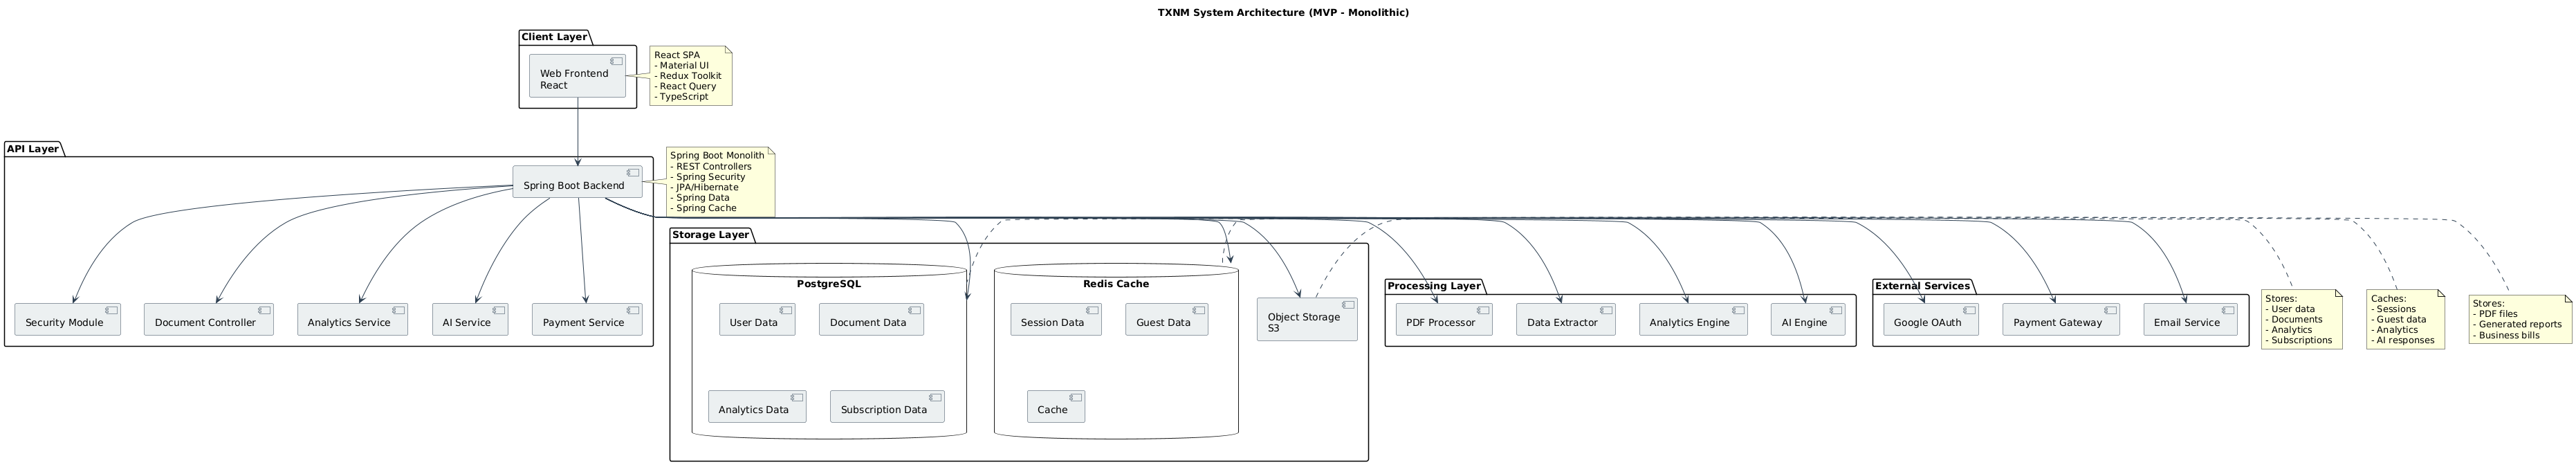 TXNM System Architecture (MVP - Monolithic)
Client Layer
Web Frontend
React
React SPA
- Material UI
- Redux Toolkit
- React Query
- TypeScript
API Layer
Spring Boot Backend
Spring Boot Monolith
- REST Controllers
- Spring Security
- JPA/Hibernate
- Spring Data
- Spring Cache
Security Module
Document Controller
Analytics Service
AI Service
Payment Service
Storage Layer
PostgreSQL
User Data
Document Data
Analytics Data
Subscription Data
Redis Cache
Session Data
Guest Data
Cache
Object Storage
S3
Processing Layer
PDF Processor
Data Extractor
Analytics Engine
AI Engine
External Services
Google OAuth
Payment Gateway
Email Service
Stores:
- User data
- Documents
- Analytics
- Subscriptions
Caches:
- Sessions
- Guest data
- Analytics
- AI responses
Stores:
- PDF files
- Generated reports
- Business bills